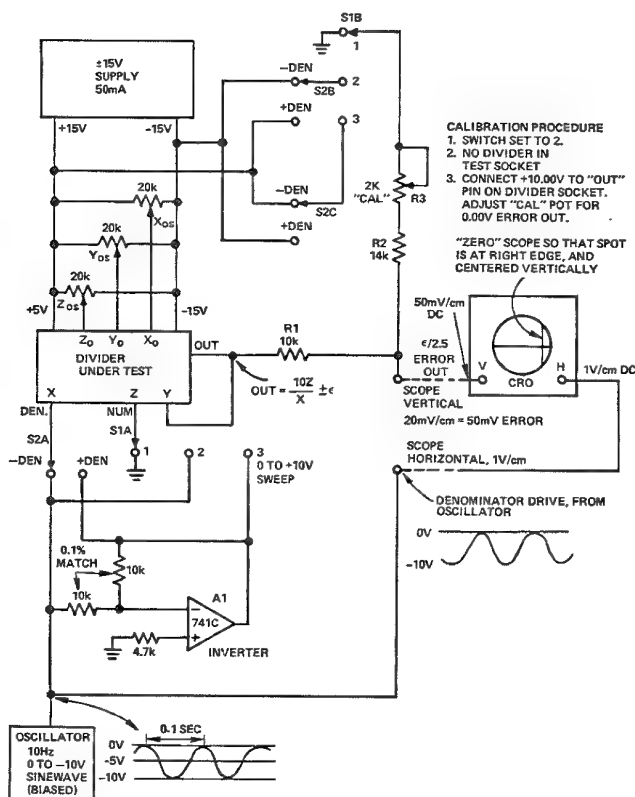 S1B
1
±15V
SUPPLY
50mA
+15V
-15V
–DEN
2
S2B
+DEN
3
–DEN
S2C
+DEN
CALIBRATION PROCEDURE
1. SWITCH SET TO 2.
2. NO DIVIDER IN
TEST SOCKET
3. CONNECT +10.00V TO "OUT"
PIN ON DIVIDER SOCKET.
ADJUST "CAL" POT FOR
0.00V ERROR OUT.
"ZERO" SCOPE SO THAT SPOT
IS AT RIGHT EDGE, AND
CENTERED VERTICALLY
20k
XOS
20k
YOS
20k
ZOS
2K
"CAL"
R3
R2
14k
+5V
-15V
ZO YO XO
DIVIDER
UNDER TEST
OUT
X
Z
Y
DEN.
NUM
R1
10k
OUT = 10Z/X ± ϵ
50mV/cm
DC
ϵ/2.5
ERROR
OUT
V
CRO
H
1V/cm DC
SCOPE
VERTICAL
20mV/cm = 50mV ERROR
S2A
S1A
–DEN
+DEN
1
2
3
0 TO +10V
SWEEP
SCOPE
HORIZONTAL, 1V/cm
DENOMINATOR DRIVE, FROM
OSCILLATOR
0V
–10V
0.1%
MATCH
10k
10k
A1
–
741C
+
4.7k
INVERTER
OSCILLATOR
10Hz
0 TO –10V
SINEWAVE
(BIASED)
0.1 SEC
0V
–5V
–10V